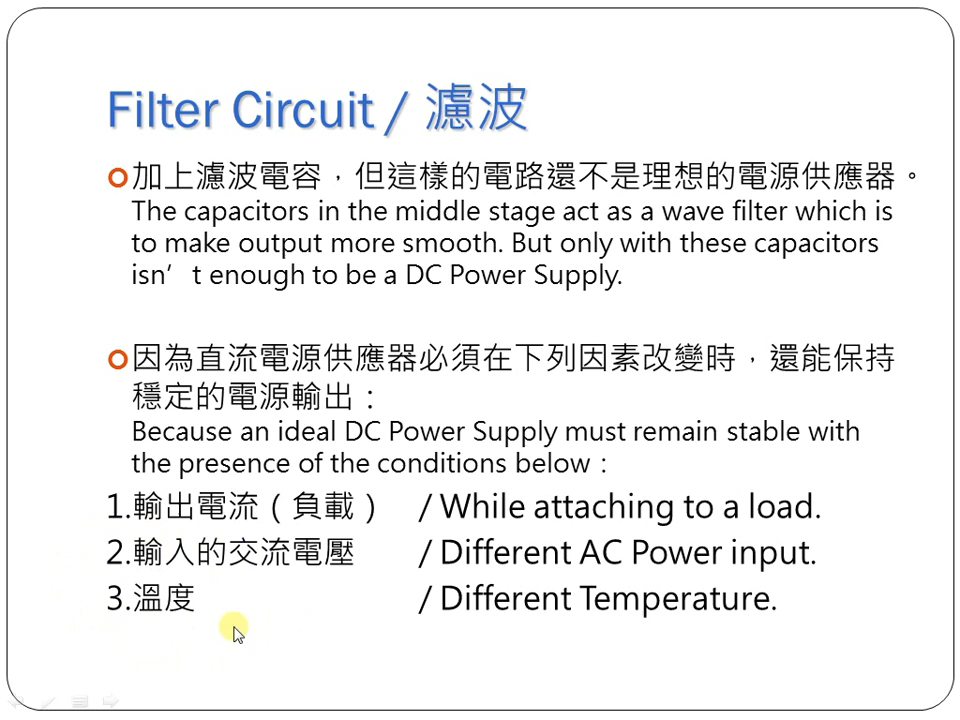 Filter Circuit / 濾波
加上濾波電容，但這樣的電路還不是理想的電源供應器。
The capacitors in the middle stage act as a wave filter which is
to make output more smooth. But only with these capacitors
isn’t enough to be a DC Power Supply.
因為直流電源供應器必須在下列因素改變時，還能保持
穩定的電源輸出：
Because an ideal DC Power Supply must remain stable with
the presence of the conditions below：
1.輸出電流（負載） / While attaching to a load.
2.輸入的交流電壓 / Different AC Power input.
3.溫度 / Different Temperature.